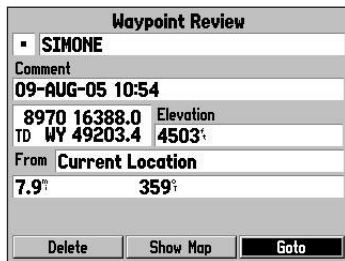 Waypoint Review
SIMONE
Comment
09-AUG-05 10:54
8970 16388.0
TD WY 49203.4
Elevation
4503ft
From Current Location
7.9 359°
Delete Show Map Goto